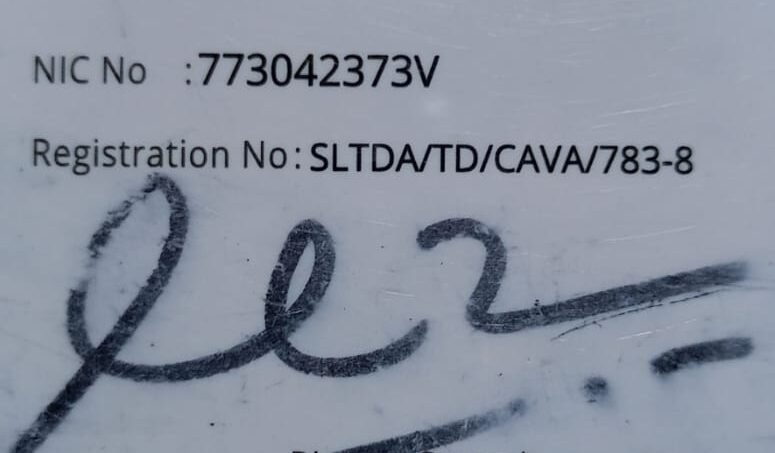 NIC No : 773042373V
Registration No: SLTDA/TD/CAVA/783-8